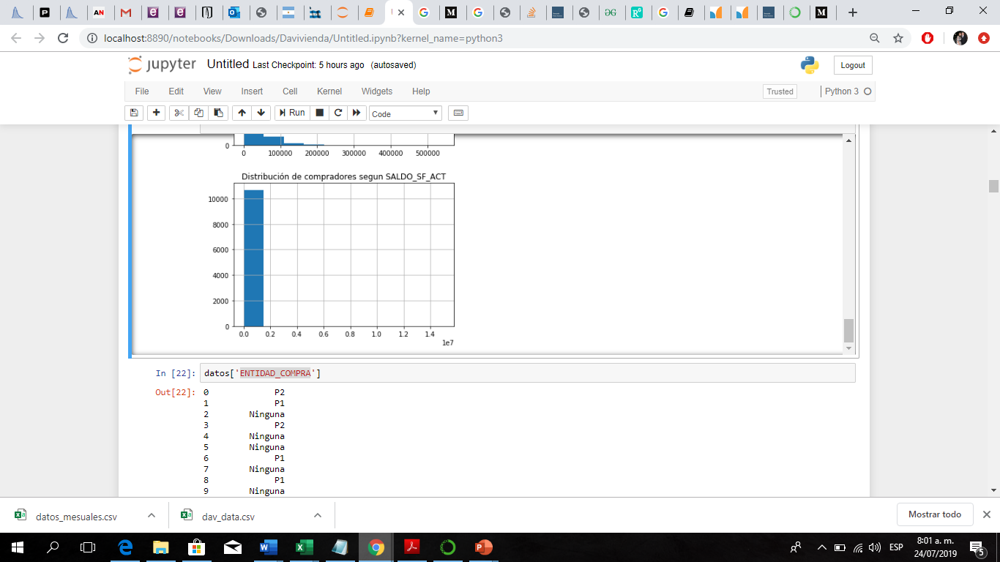 localhost:8890/notebooks/Downloads/Davivienda/Untitled.ipynb?kernel_name=python3
jupyter Untitled Last Checkpoint: 5 hours ago (autosaved)
Logout
File Edit View Insert Cell Kernel Widgets Help
Trusted Python 3
Run Code
0
0 100000 200000 300000 400000 500000
Distribución de compradores segun SALDO_SF_ACT
10000
8000
6000
4000
2000
0
0.0 0.2 0.4 0.6 0.8 1.0 1.2 1.4
1e7
In [22]: datos['ENTIDAD_COMPRA']
Out[22]: 0 P2
1 P1
2 Ninguna
3 P2
4 Ninguna
5 Ninguna
6 P1
7 Ninguna
8 P1
9 Ninguna
datos_mesuales.csv
dav_data.csv
Mostrar todo
ESP
8:01 a. m.
24/07/2019
5